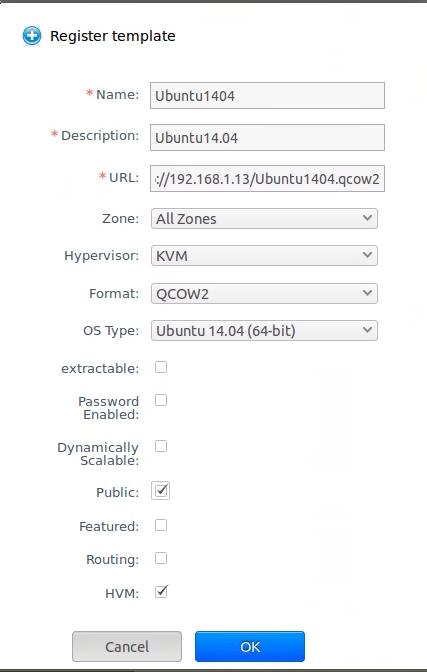 Register template
*Name: Ubuntu1404
*Description: Ubuntu14.04
*URL: ://192.168.1.13/Ubuntu1404.qcow2
Zone: All Zones
Hypervisor: KVM
Format: QCOW2
OS Type: Ubuntu 14.04 (64-bit)
extractable:
Password
Enabled:
Dynamically
Scalable:
Public:
Featured:
Routing:
HVM:
Cancel OK